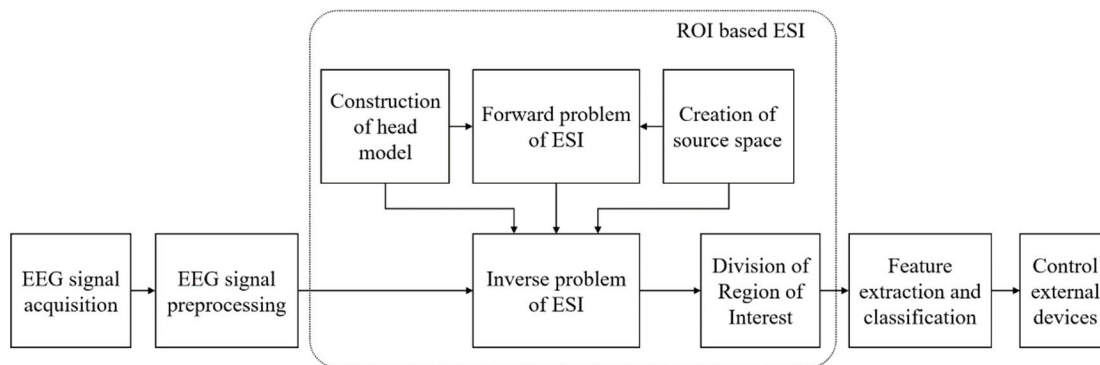 ROI based ESI
Construction
of head
model
Forward problem
of ESI
Creation of
source space
EEG signal
acquisition
EEG signal
preprocessing
Inverse problem
of ESI
Division of
Region of
Interest
Feature
extraction and
classification
Control
external
devices